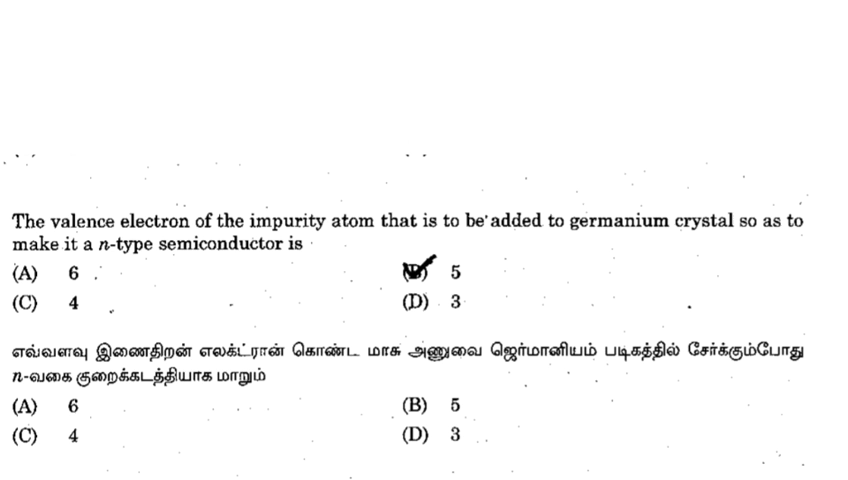 The valence electron of the impurity atom that is to be added to germanium crystal so as to
make it a n-type semiconductor is
(A) 6 (B) 5
(C) 4 (D) 3
எவ்வளவு இணைதிறன் எலக்ட்ரான் கொண்ட மாசு அணுவை ஜெர்மானியம் படிகத்தில் சேர்க்கும்போது
n-வகை குறைக்கடத்தியாக மாறும்
(A) 6 (B) 5
(C) 4 (D) 3